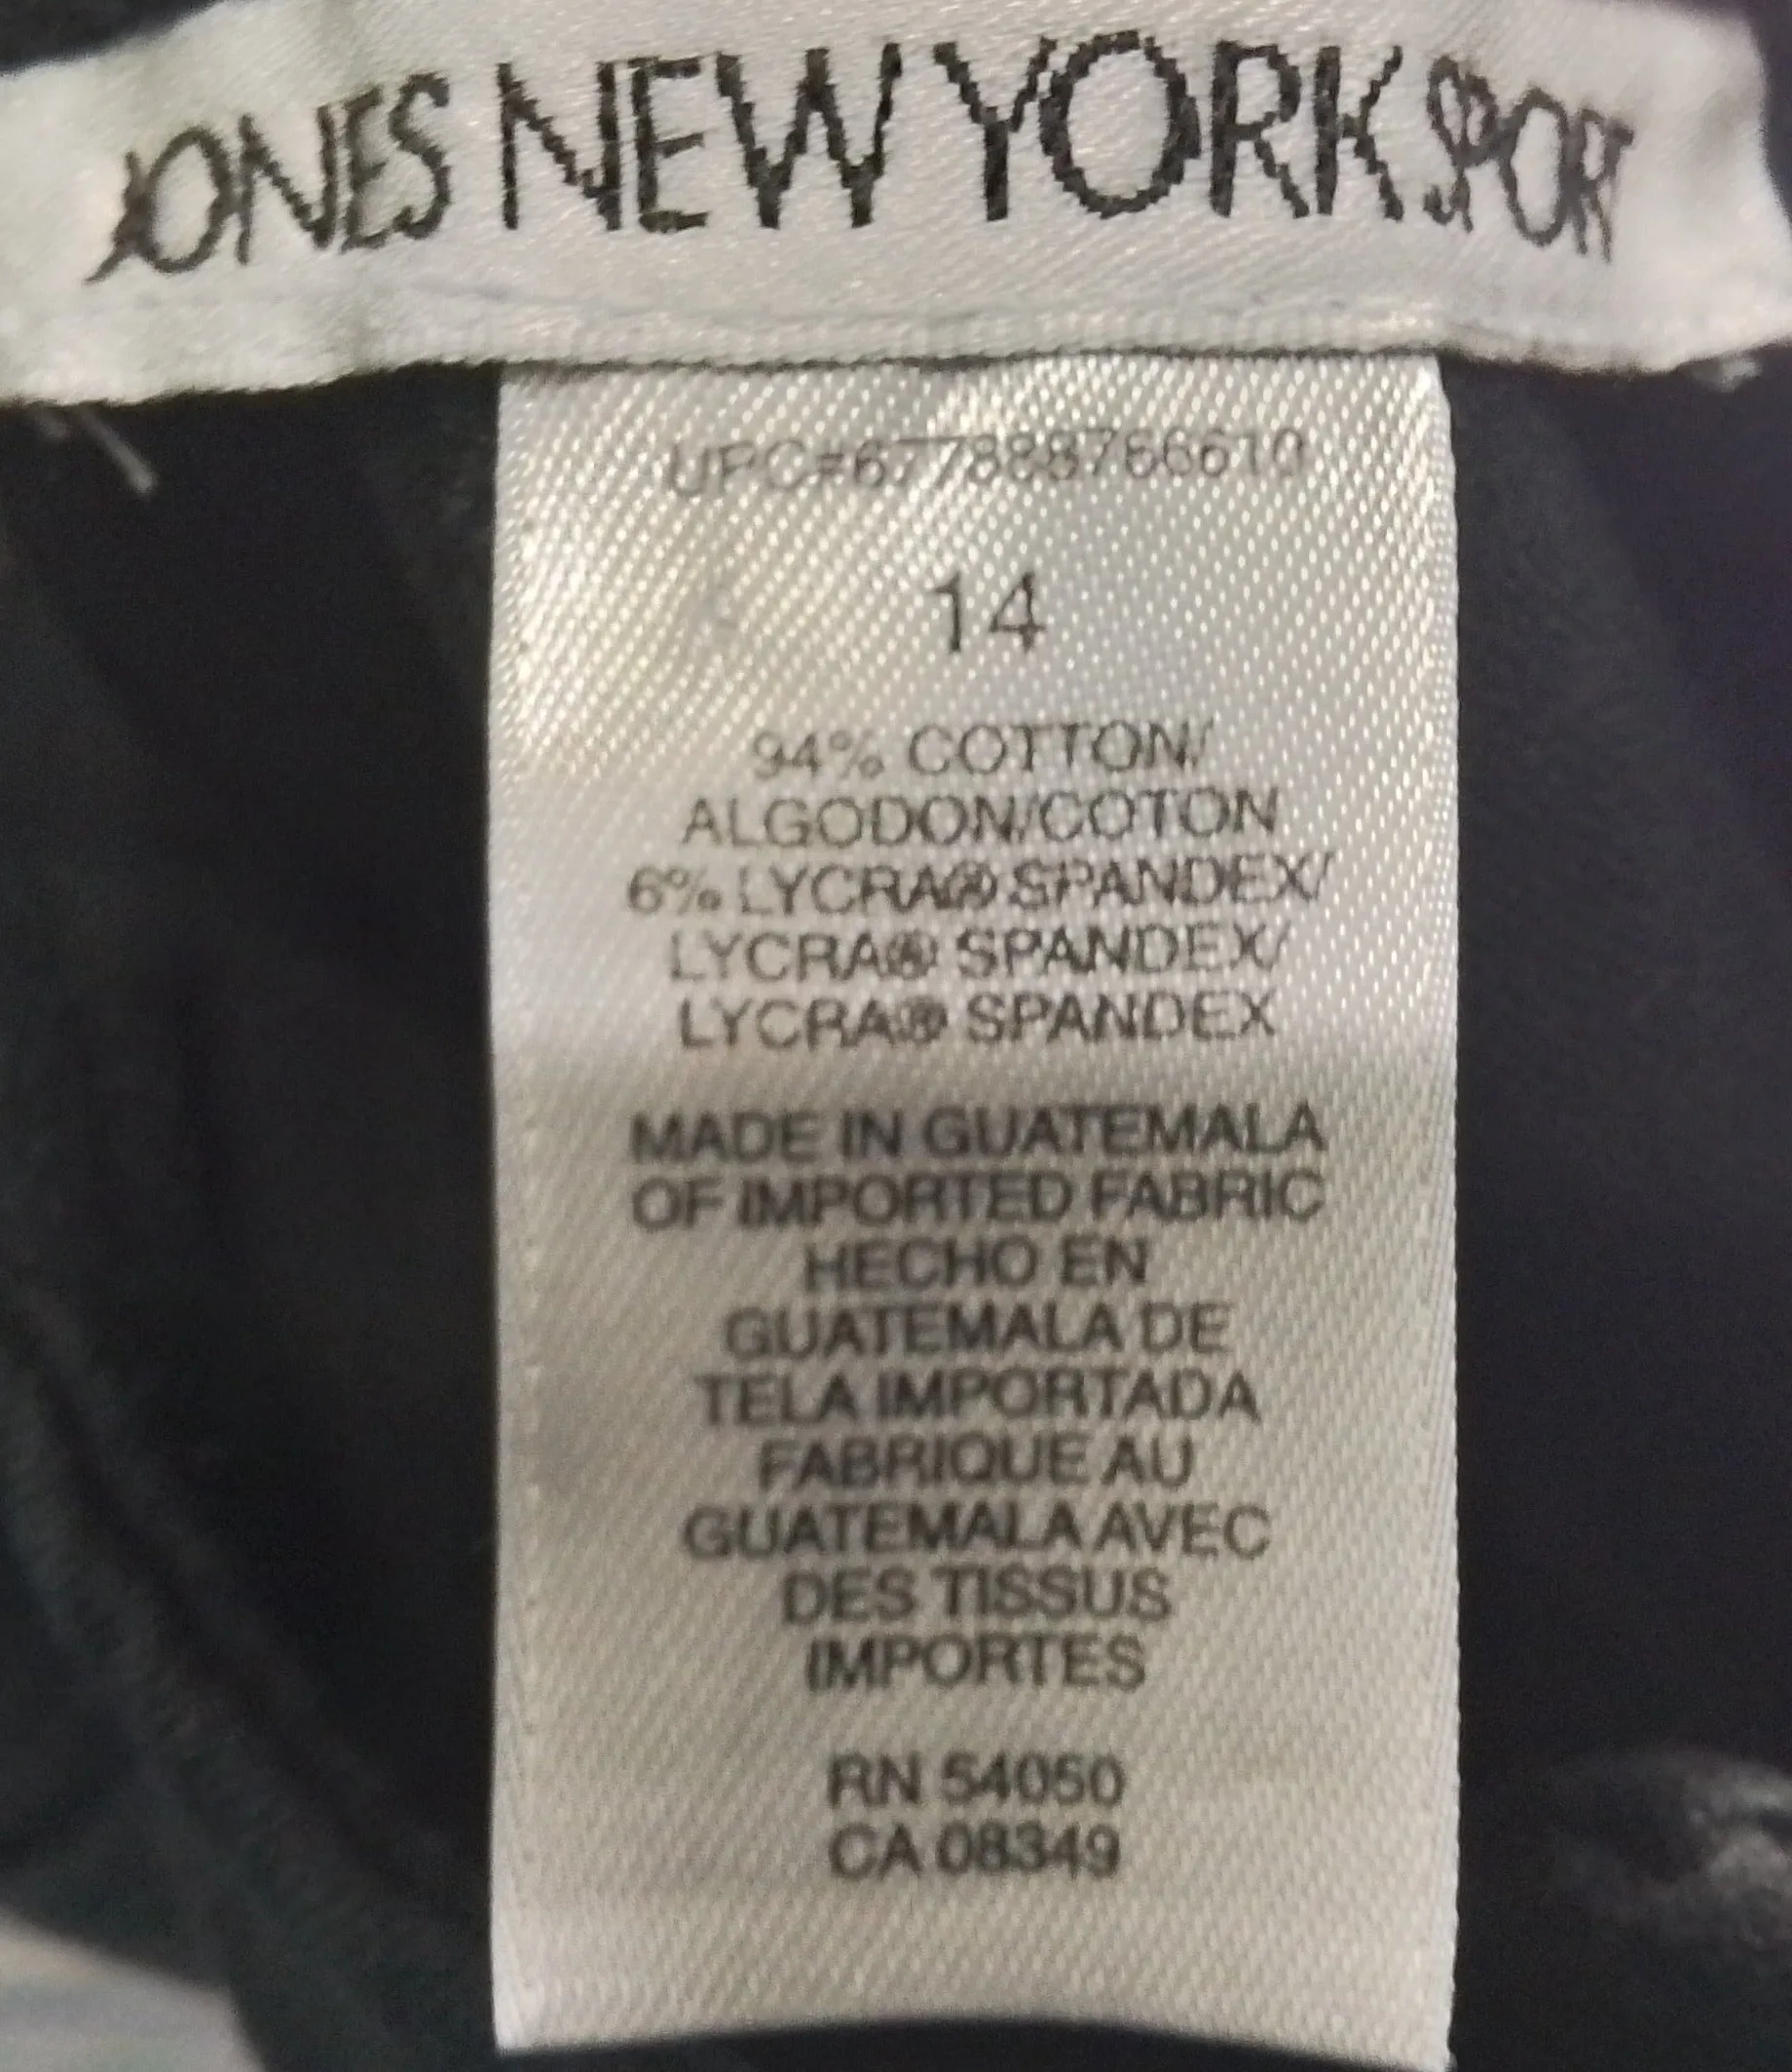 JONES NEW YORK SPORT
UPC#677888766610
14
94% COTTON/
ALGODON/COTON
6% LYCRA® SPANDEX/
LYCRA® SPANDEX/
LYCRA® SPANDEX
MADE IN GUATEMALA
OF IMPORTED FABRIC
HECHO EN
GUATEMALA DE
TELA IMPORTADA
FABRIQUE AU
GUATEMALA AVEC
DES TISSUS
IMPORTES
RN 54050
CA 08349